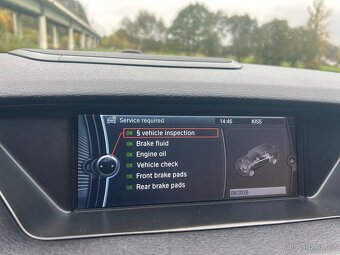 Service required
14:46
KISS
OK § vehicle inspection
OK Brake fluid
OK Engine oil
OK Vehicle check
OK Front brake pads
OK Rear brake pads
08/2026